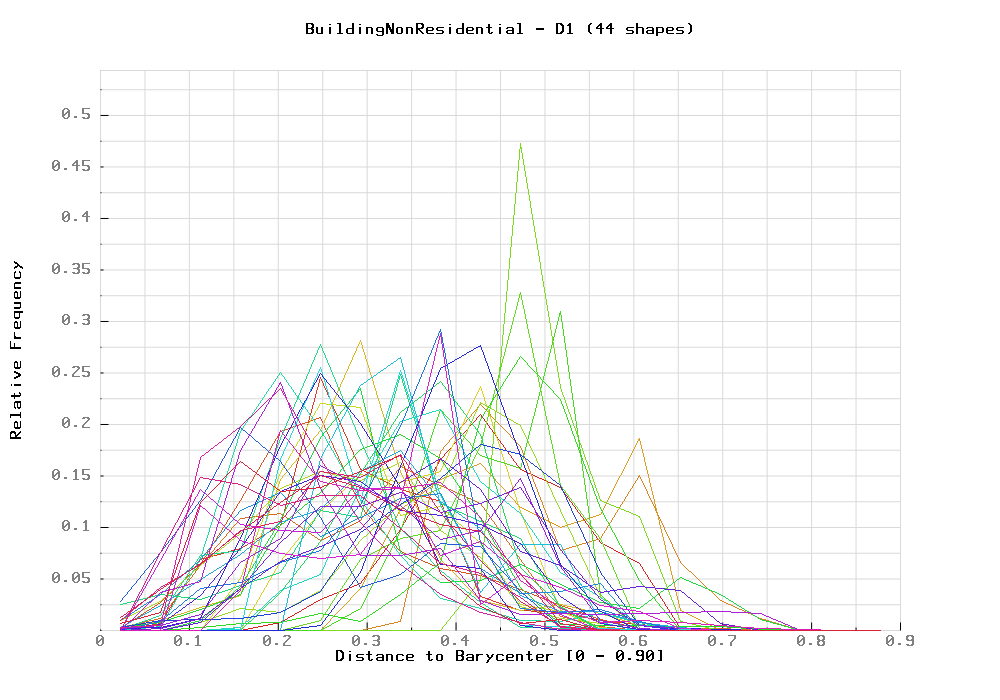 BuildingNonResidential - D1 (44 shapes)
0.5
0.45
0.4
0.35
0.3
0.25
0.2
0.15
0.1
0.05
Relative Frequency
0 0.1 0.2 0.3 0.4 0.5 0.6 0.7 0.8 0.9
Distance to Barycenter [0 - 0.90]